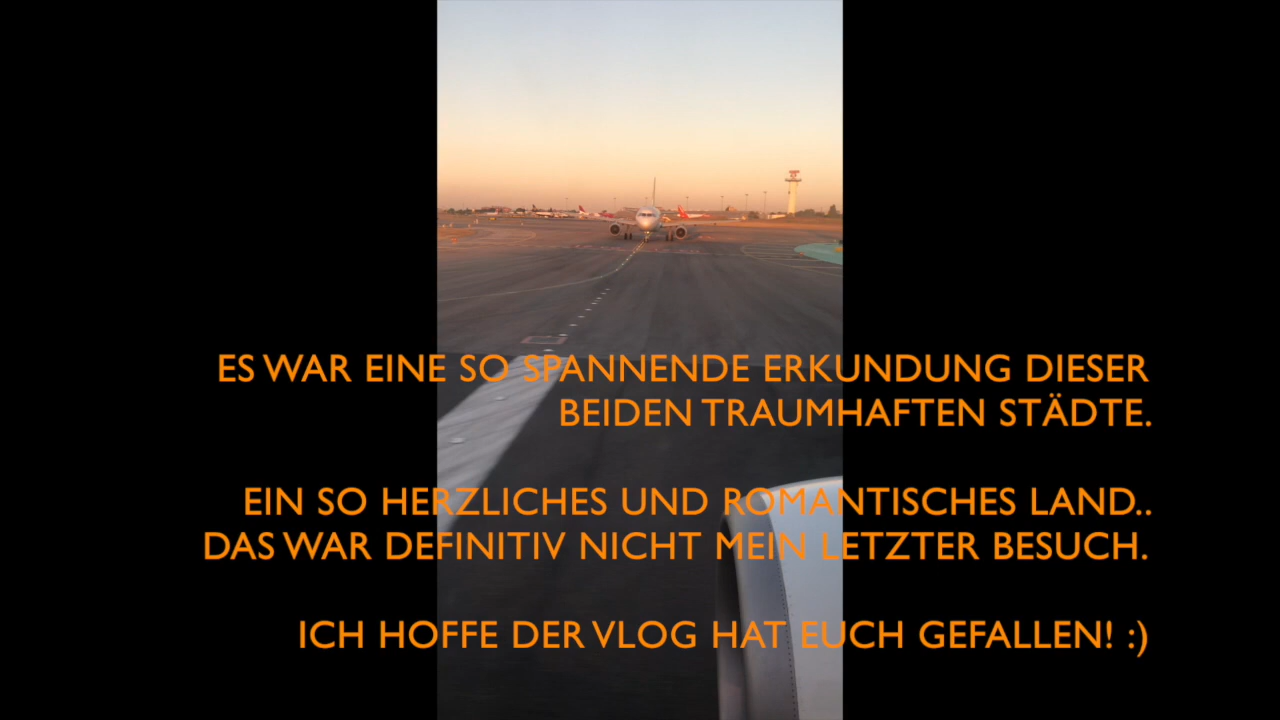 ES WAR EINE SO SPANNENDE ERKUNDUNG DIESER
BEIDEN TRAUMHAFTEN STÄDTE.
EIN SO HERZLICHES UND ROMANTISCHES LAND..
DAS WAR DEFINITIV NICHT MEIN LETZTER BESUCH.
ICH HOFFE DER VLOG HAT EUCH GEFALLEN! :)